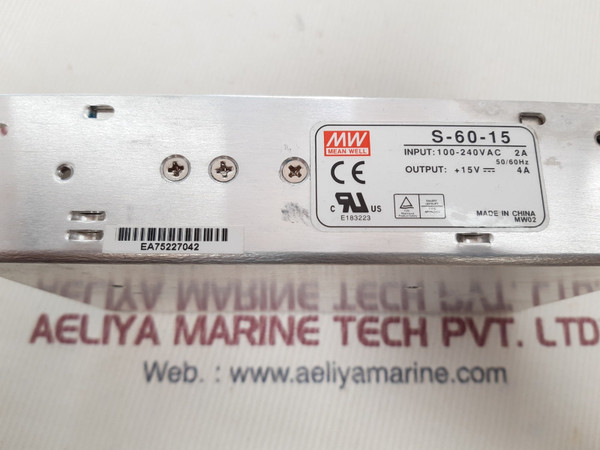 S-60-15
MW
MEAN WELL
INPUT: 100-240VAC 2A
50/60Hz
OUTPUT: +15V 4A
CE
c RU US
E183223
MADE IN CHINA
MW02
EA75227042
AELIYA MARINE TECH PVT. LTD
Web. : www.aeliyamarine.com